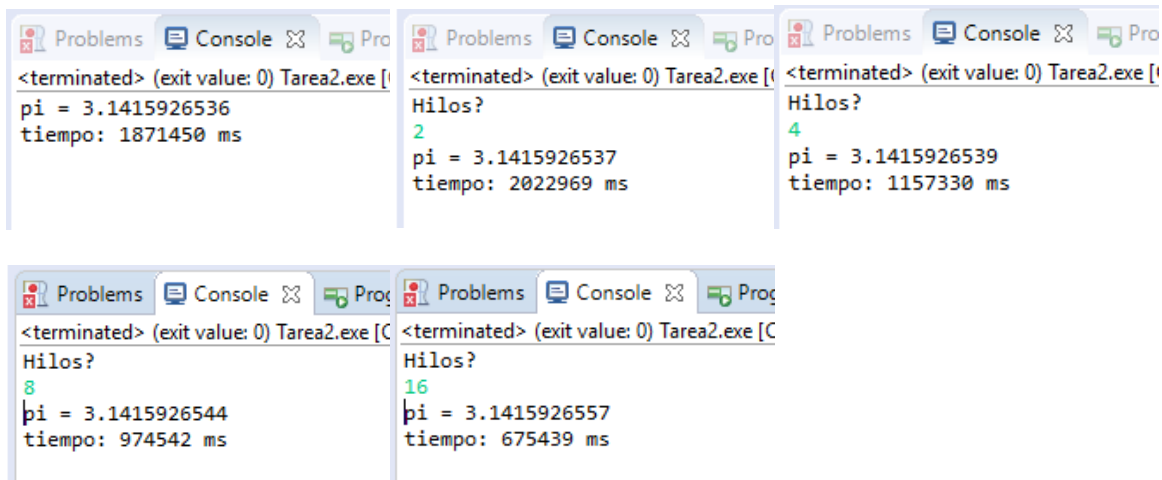 Problems Console Pro
<terminated> (exit value: 0) Tarea2.exe [
pi = 3.1415926536
tiempo: 1871450 ms
Problems Console Pro
<terminated> (exit value: 0) Tarea2.exe [
Hilos?
2
pi = 3.1415926537
tiempo: 2022969 ms
Problems Console Pro
<terminated> (exit value: 0) Tarea2.exe [
Hilos?
4
pi = 3.1415926539
tiempo: 1157330 ms
Problems Console Prog
<terminated> (exit value: 0) Tarea2.exe [C
Hilos?
8
pi = 3.1415926544
tiempo: 974542 ms
Problems Console Prog
<terminated> (exit value: 0) Tarea2.exe [C
Hilos?
16
pi = 3.1415926557
tiempo: 675439 ms